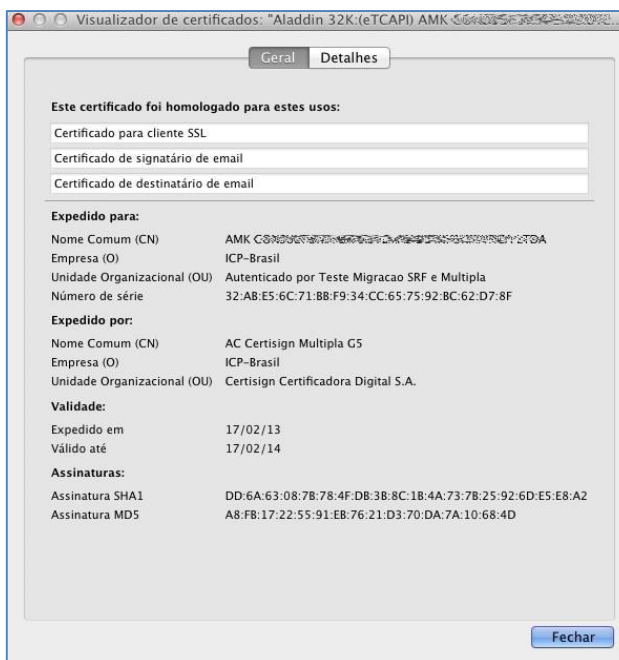 Visualizador de certificados: "Aladdin 32K:(eTCAPI) AMK
Geral Detalhes
Este certificado foi homologado para estes usos:
Certificado para cliente SSL
Certificado de signatário de email
Certificado de destinatário de email
Expedido para:
Nome Comum (CN) AMK
Empresa (O) ICP-Brasil
Unidade Organizacional (OU) Autenticado por Teste Migracao SRF e Multipla
Número de série 32:AB:E5:6C:71:BB:F9:34:CC:65:75:92:BC:62:D7:8F
Expedido por:
Nome Comum (CN) AC Certisign Multipla G5
Empresa (O) ICP-Brasil
Unidade Organizacional (OU) Certisign Certificadora Digital S.A.
Validade:
Expedido em 17/02/13
Válido até 17/02/14
Assinaturas:
Assinatura SHA1 DD:6A:63:08:7B:78:4F:DB:3B:8C:1B:4A:73:7B:25:92:6D:E5:E8:A2
Assinatura MD5 A8:FB:17:22:55:91:EB:76:21:D3:70:DA:7A:10:68:4D
Fechar